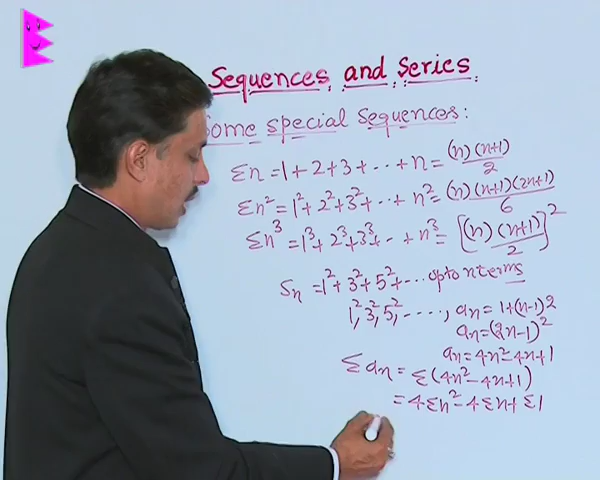 Sequences and Series
Some special sequences:
Σn = 1 + 2 + 3 + ... + n = (n)(n+1)/2
Σn² = 1² + 2² + 3² + ... + n² = (n)(n+1)(2n+1)/6
Σn³ = 1³ + 2³ + 3³ + ... + n³ = [(n)(n+1)/2]²
Sn = 1² + 3² + 5² + ... upto n terms
1², 3², 5², - - - -, an = 1+(n-1)2
an = (2n-1)²
an = 4n² - 4n + 1
Σan = Σ(4n² - 4n + 1)
= 4Σn² - 4Σn + Σ1